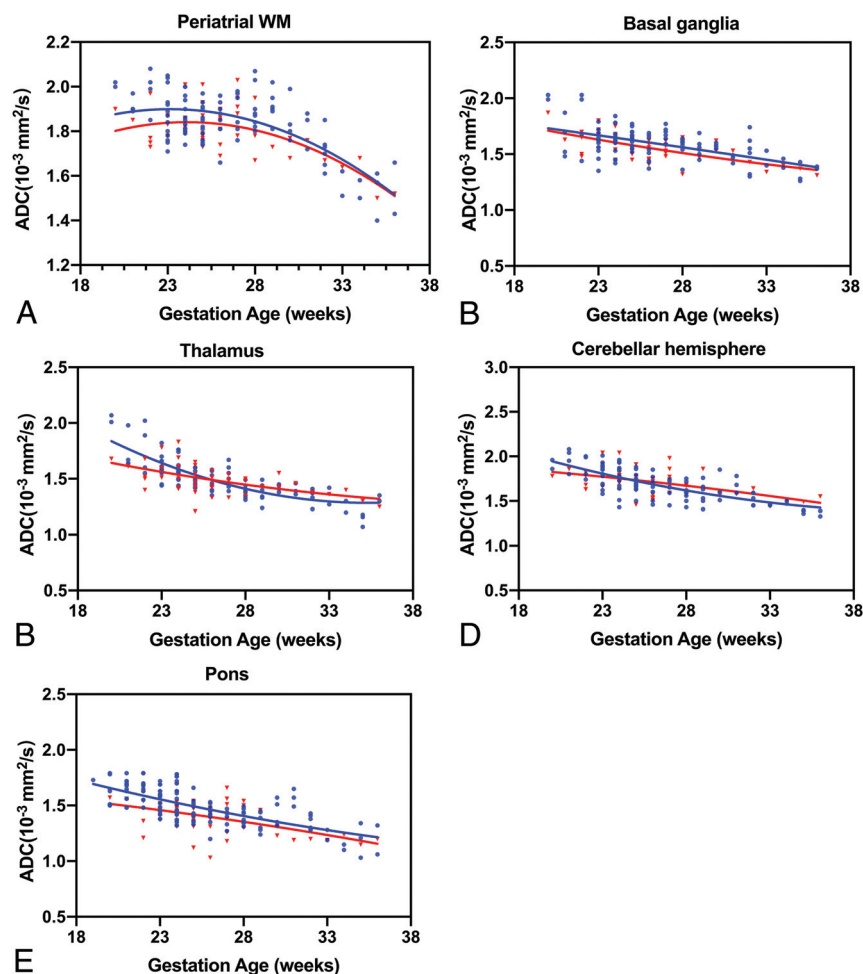 Periatrial WM
2.2
2.0
1.8
1.6
1.4
1.2
ADC(10⁻³ mm²/s)
18 23 28 33 38
Gestation Age (weeks)
A
Basal ganglia
2.5
2.0
1.5
1.0
0.5
ADC(10⁻³ mm²/s)
18 23 28 33 38
Gestation Age (weeks)
B
Thalamus
2.5
2.0
1.5
1.0
0.5
ADC(10⁻³ mm²/s)
18 23 28 33 38
Gestation Age (weeks)
B
Cerebellar hemisphere
3.0
2.5
2.0
1.5
1.0
0.5
ADC(10⁻³ mm²/s)
18 23 28 33 38
Gestation Age (weeks)
D
Pons
2.5
2.0
1.5
1.0
0.5
ADC(10⁻³ mm²/s)
18 23 28 33 38
Gestation Age (weeks)
E